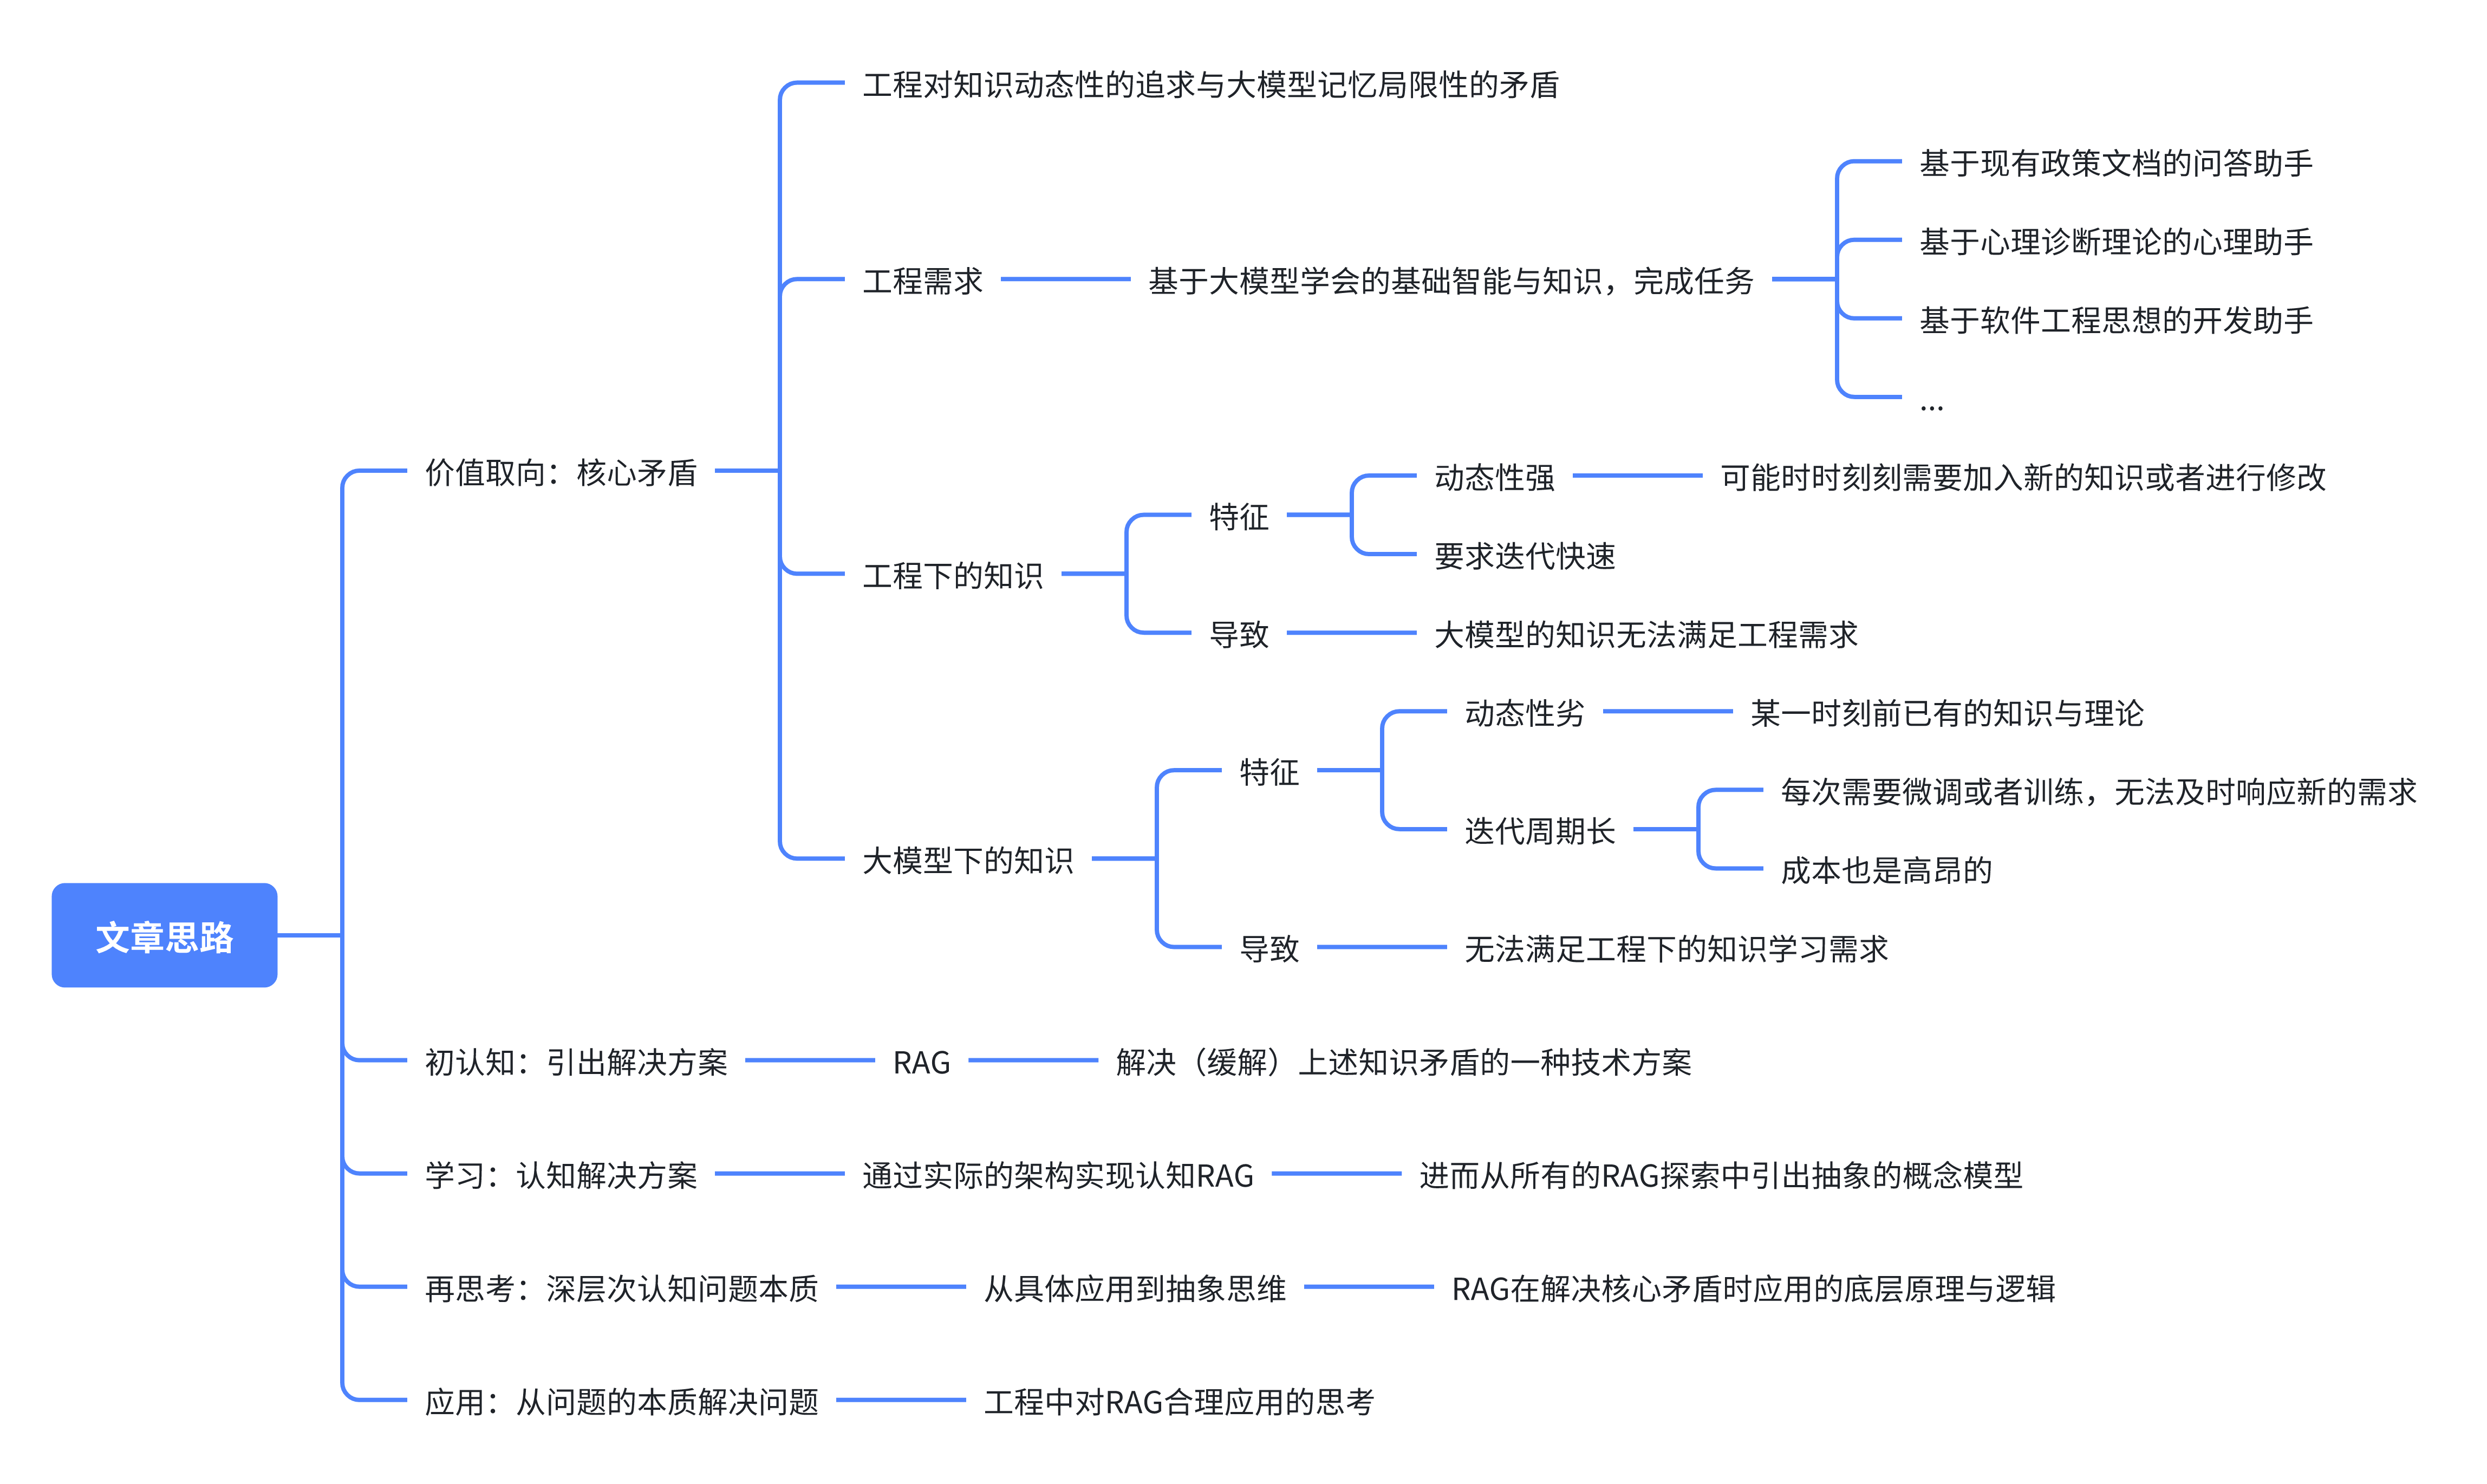 工程对知识动态性的追求与大模型记忆局限性的矛盾
基于现有政策文档的问答助手
基于心理诊断理论的心理助手
工程需求
基于大模型学会的基础智能与知识，完成任务
基于软件工程思想的开发助手
...
价值取向：核心矛盾
动态性强
可能时时刻刻需要加入新的知识或者进行修改
特征
要求迭代快速
工程下的知识
导致
大模型的知识无法满足工程需求
动态性劣
某一时刻前已有的知识与理论
特征
每次需要微调或者训练，无法及时响应新的需求
迭代周期长
成本也是高昂的
大模型下的知识
导致
无法满足工程下的知识学习需求
文章思路
初认知：引出解决方案
RAG
解决（缓解）上述知识矛盾的一种技术方案
学习：认知解决方案
通过实际的架构实现认知RAG
进而从所有的RAG探索中引出抽象的概念模型
再思考：深层次认知问题本质
从具体应用到抽象思维
RAG在解决核心矛盾时应用的底层原理与逻辑
应用：从问题的本质解决问题
工程中对RAG合理应用的思考